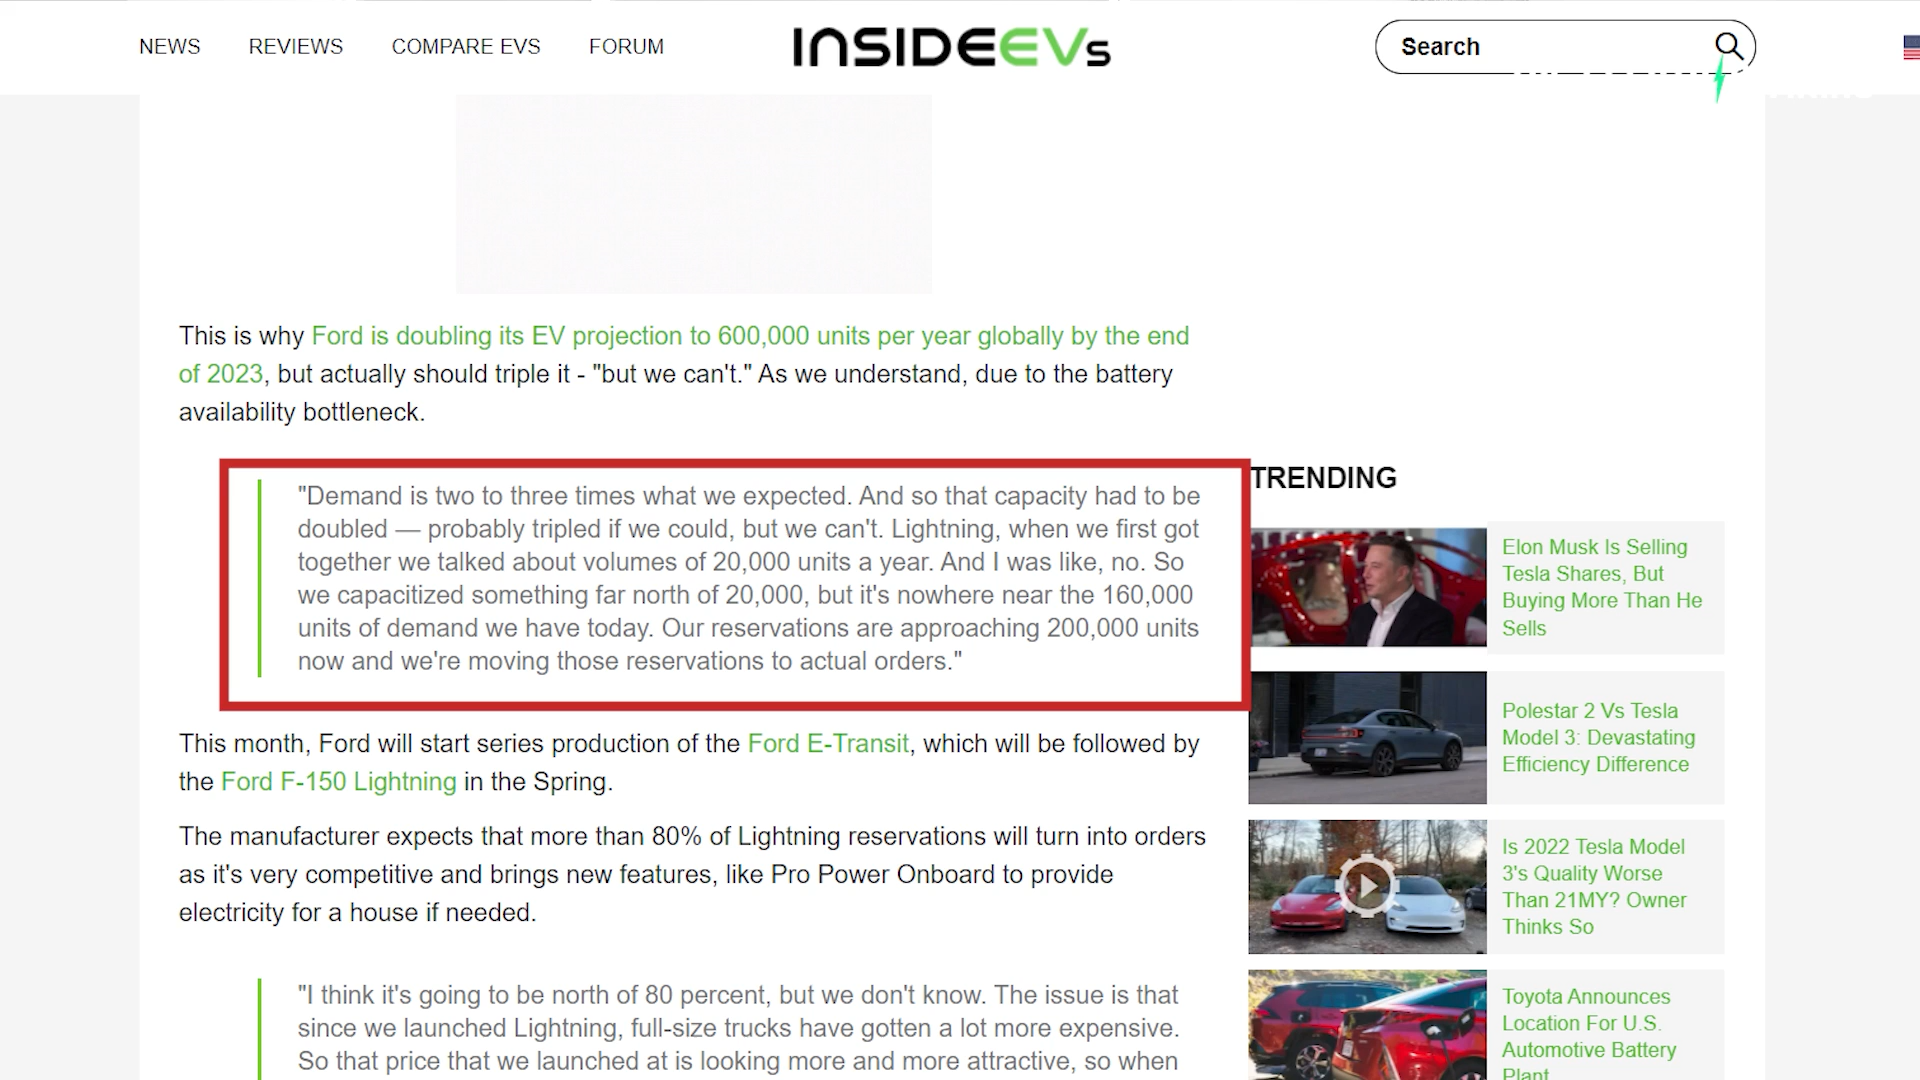 NEWS
REVIEWS
COMPARE EVS
FORUM
INSIDEEVs
Search
This is why Ford is doubling its EV projection to 600,000 units per year globally by the end
of 2023, but actually should triple it - "but we can't." As we understand, due to the battery
availability bottleneck.
"Demand is two to three times what we expected. And so that capacity had to be
doubled — probably tripled if we could, but we can't. Lightning, when we first got
together we talked about volumes of 20,000 units a year. And I was like, no. So
we capacitized something far north of 20,000, but it's nowhere near the 160,000
units of demand we have today. Our reservations are approaching 200,000 units
now and we're moving those reservations to actual orders."
This month, Ford will start series production of the Ford E-Transit, which will be followed by
the Ford F-150 Lightning in the Spring.
The manufacturer expects that more than 80% of Lightning reservations will turn into orders
as it's very competitive and brings new features, like Pro Power Onboard to provide
electricity for a house if needed.
"I think it's going to be north of 80 percent, but we don't know. The issue is that
since we launched Lightning, full-size trucks have gotten a lot more expensive.
So that price that we launched at is looking more and more attractive, so when
TRENDING
Elon Musk Is Selling
Tesla Shares, But
Buying More Than He
Sells
Polestar 2 Vs Tesla
Model 3: Devastating
Efficiency Difference
Is 2022 Tesla Model
3's Quality Worse
Than 21MY? Owner
Thinks So
Toyota Announces
Location For U.S.
Automotive Battery
Plant